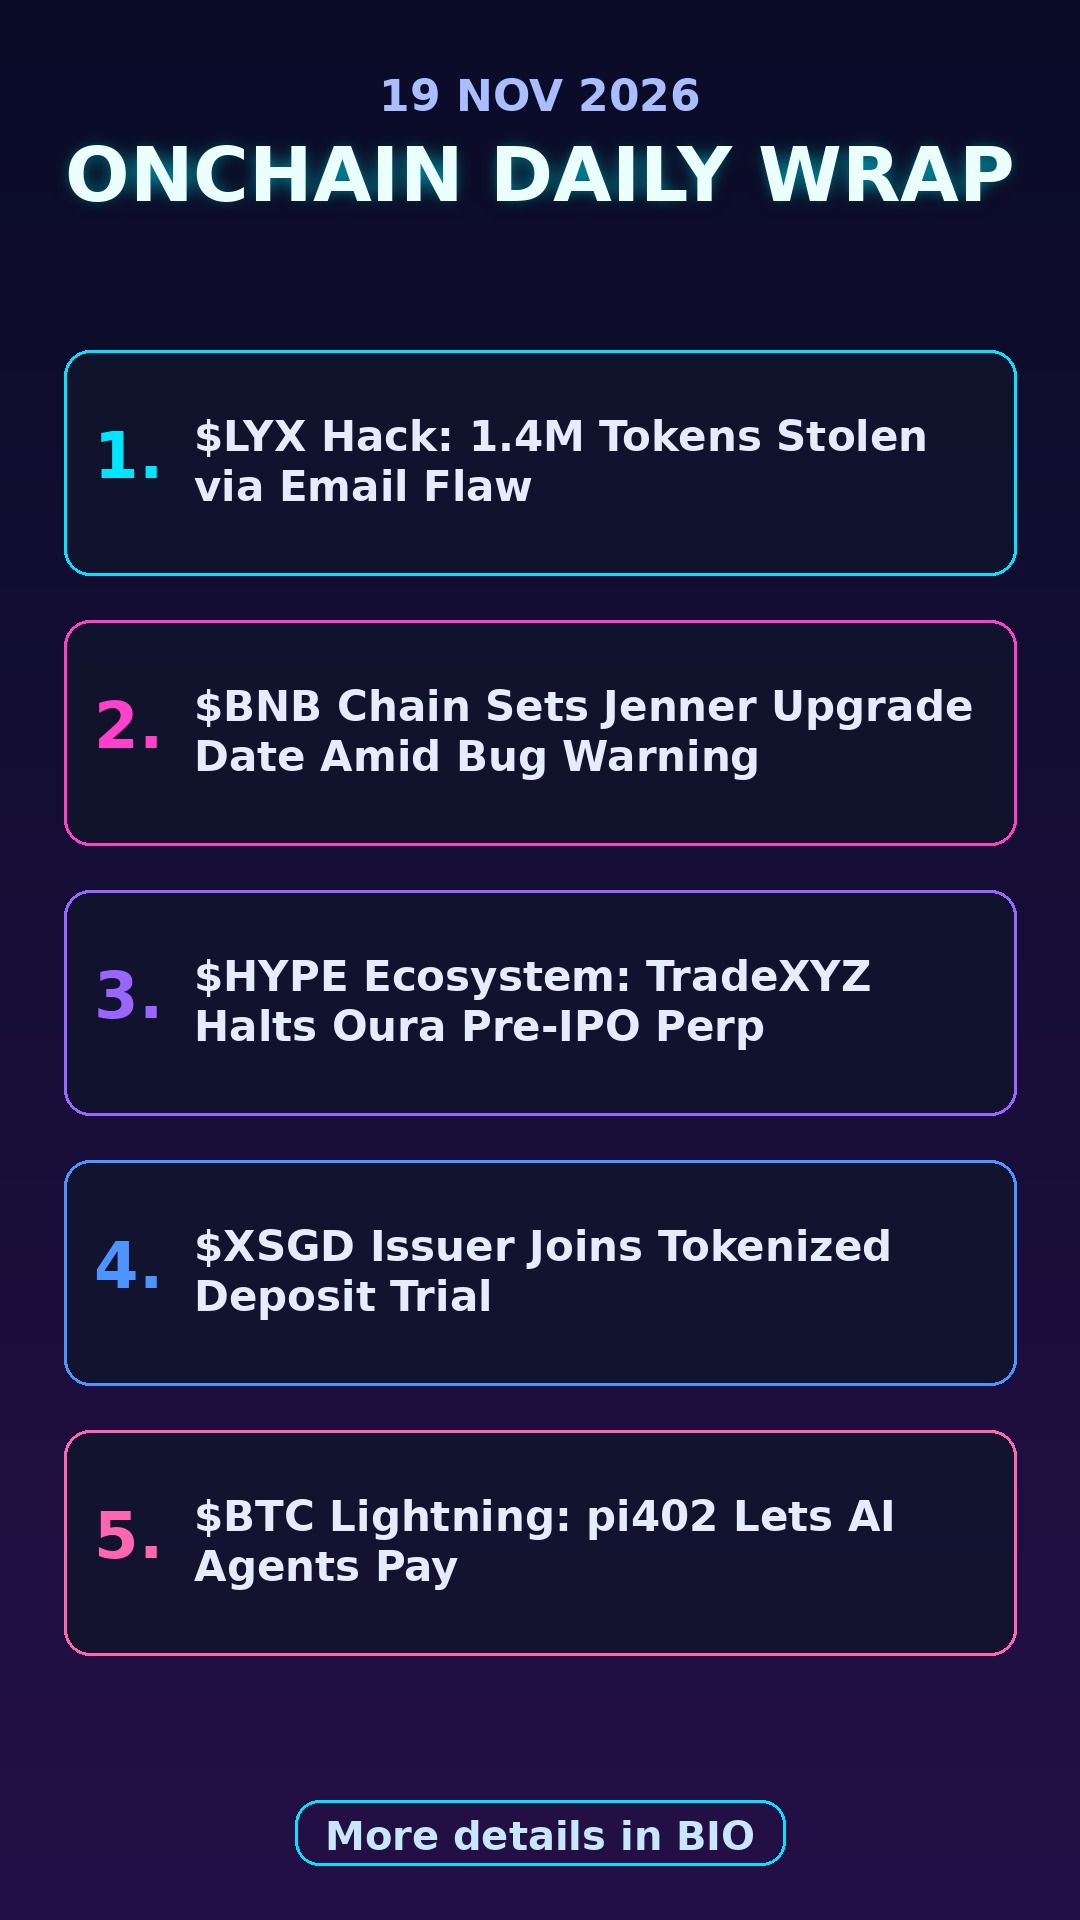 19 NOV 2026
ONCHAIN DAILY WRAP
1.
$LYX Hack: 1.4M Tokens Stolen
via Email Flaw
2.
$BNB Chain Sets Jenner Upgrade
Date Amid Bug Warning
3.
$HYPE Ecosystem: TradeXYZ
Halts Oura Pre-IPO Perp
4.
$XSGD Issuer Joins Tokenized
Deposit Trial
5.
$BTC Lightning: pi402 Lets AI
Agents Pay
More details in BIO